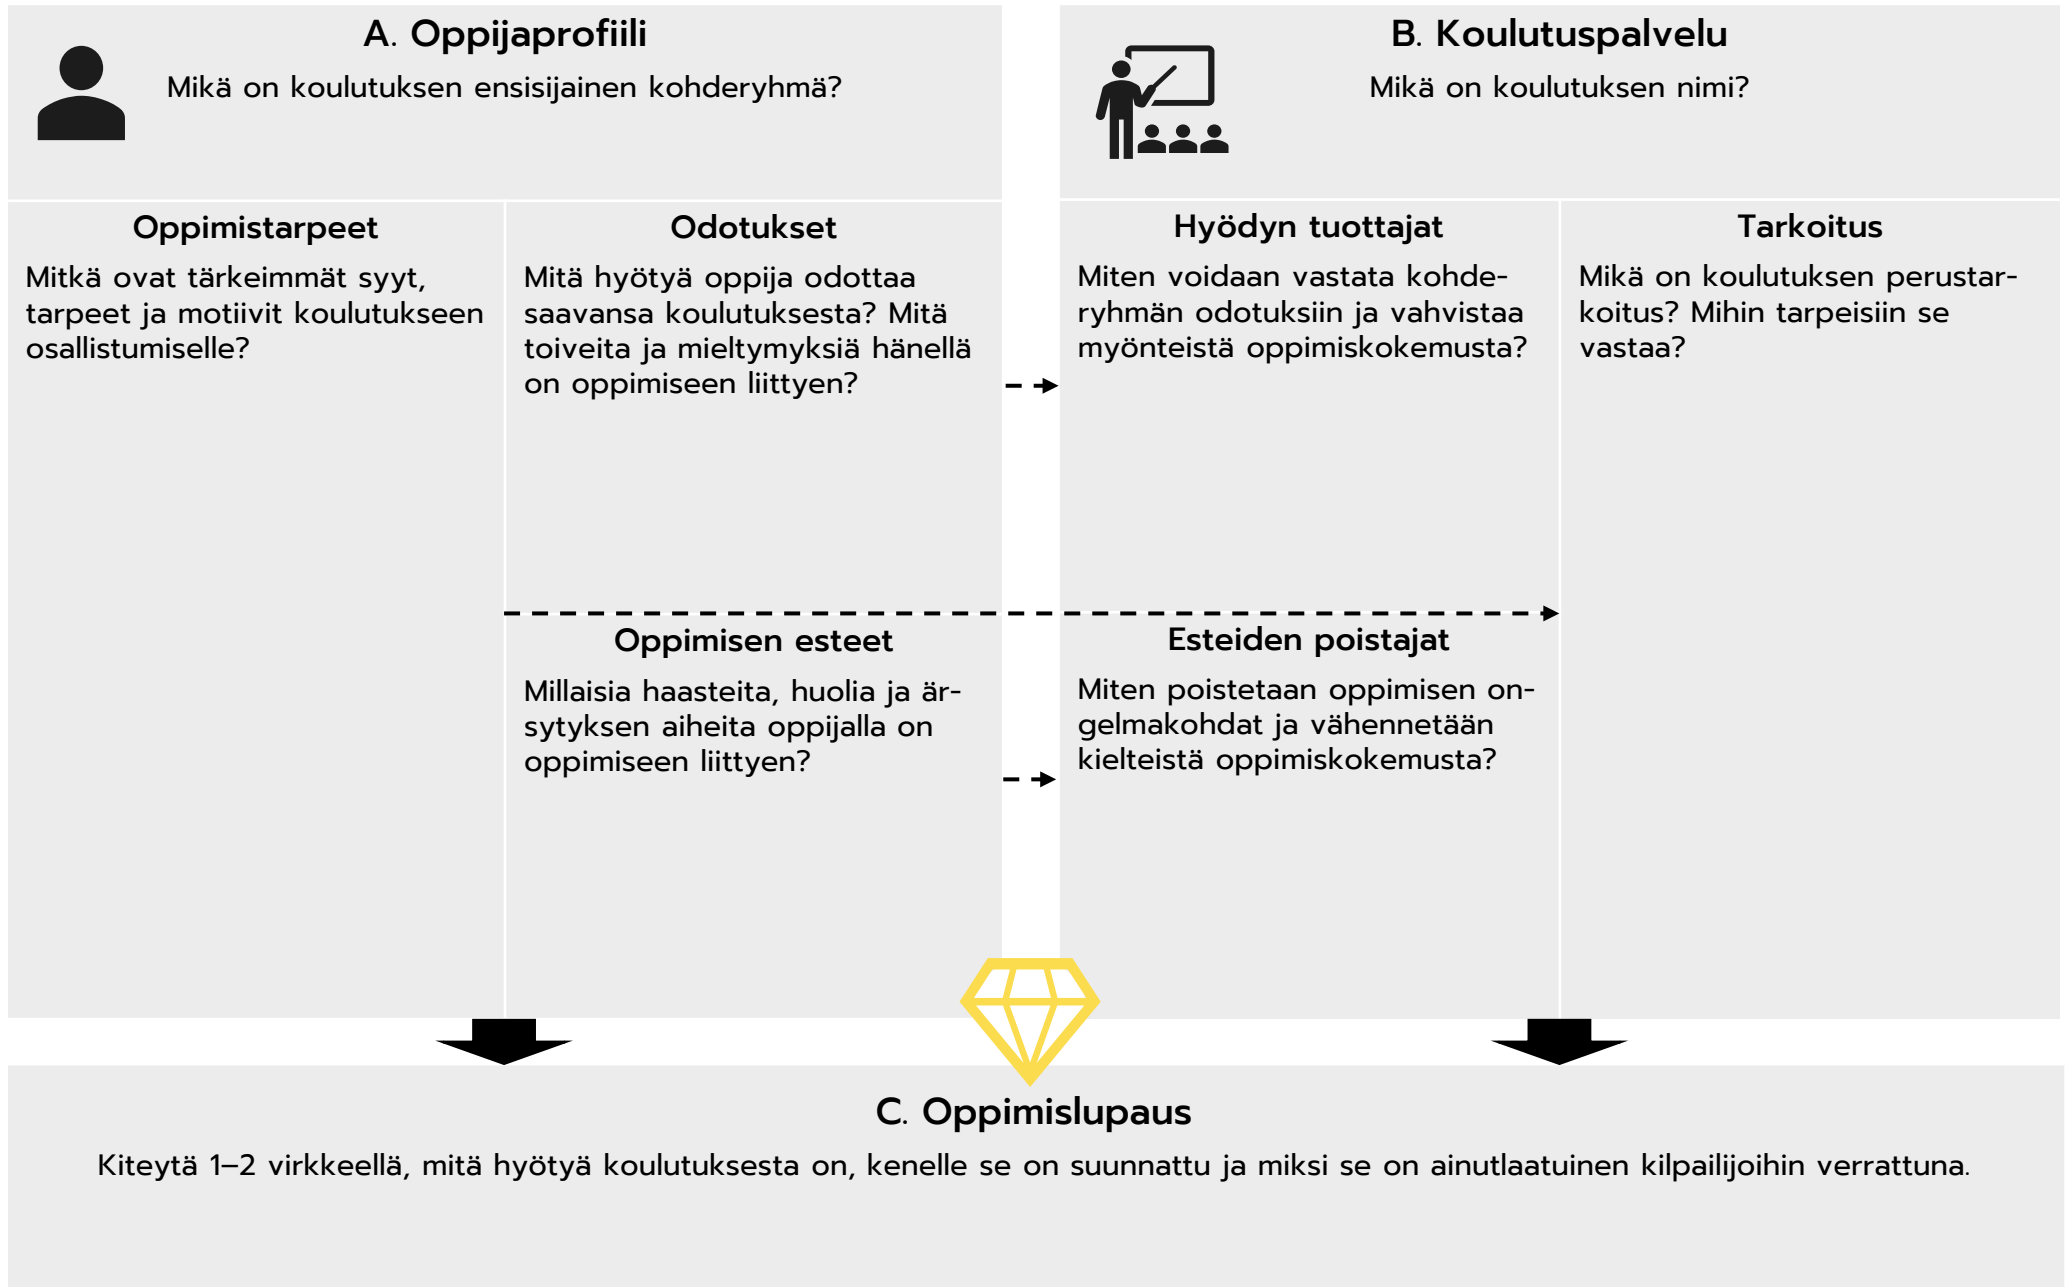 A. Oppijaprofiili
Mikä on koulutuksen ensisijainen kohderyhmä?
Oppimistarpeet
Mitkä ovat tärkeimmät syyt,
tarpeet ja motiivit koulutukseen
osallistumiselle?
Odotukset
Mitä hyötyä oppija odottaa
saavansa koulutuksesta? Mitä
toiveita ja mieltymyksiä hänellä
on oppimiseen liittyen?
Oppimisen esteet
Millaisia haasteita, huolia ja är-
sytyksen aiheita oppijalla on
oppimiseen liittyen?
B. Koulutuspalvelu
Mikä on koulutuksen nimi?
Hyödyn tuottajat
Miten voidaan vastata kohde-
ryhmän odotuksiin ja vahvistaa
myönteistä oppimiskokemusta?
Esteiden poistajat
Miten poistetaan oppimisen on-
gelmakohdat ja vähennetään
kielteistä oppimiskokemusta?
Tarkoitus
Mikä on koulutuksen perustar-
koitus? Mihin tarpeisiin se
vastaa?
C. Oppimislupaus
Kiteytä 1–2 virkkeellä, mitä hyötyä koulutuksesta on, kenelle se on suunnattu ja miksi se on ainutlaatuinen kilpailijoihin verrattuna.